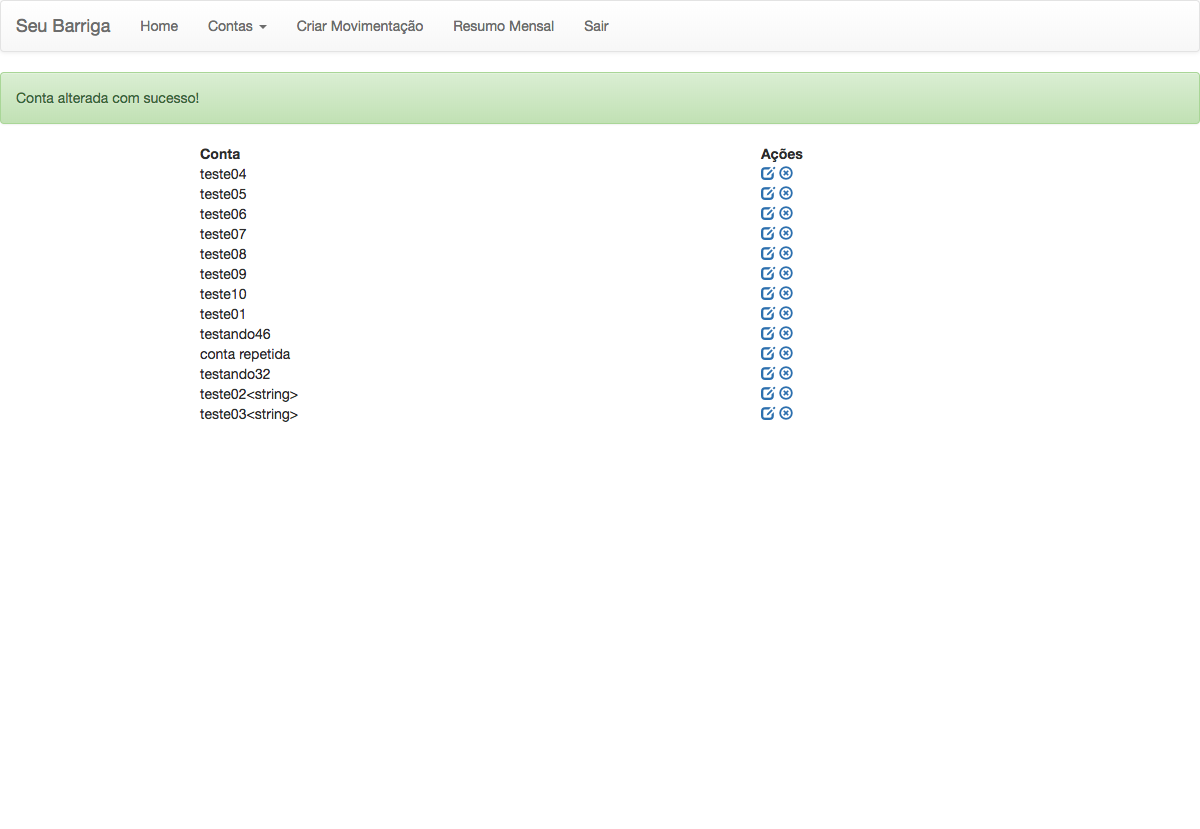 Seu Barriga Home Contas Criar Movimentação Resumo Mensal Sair
Conta alterada com sucesso!
Conta Ações
teste04
teste05
teste06
teste07
teste08
teste09
teste10
teste01
testando46
conta repetida
testando32
teste02<string>
teste03<string>